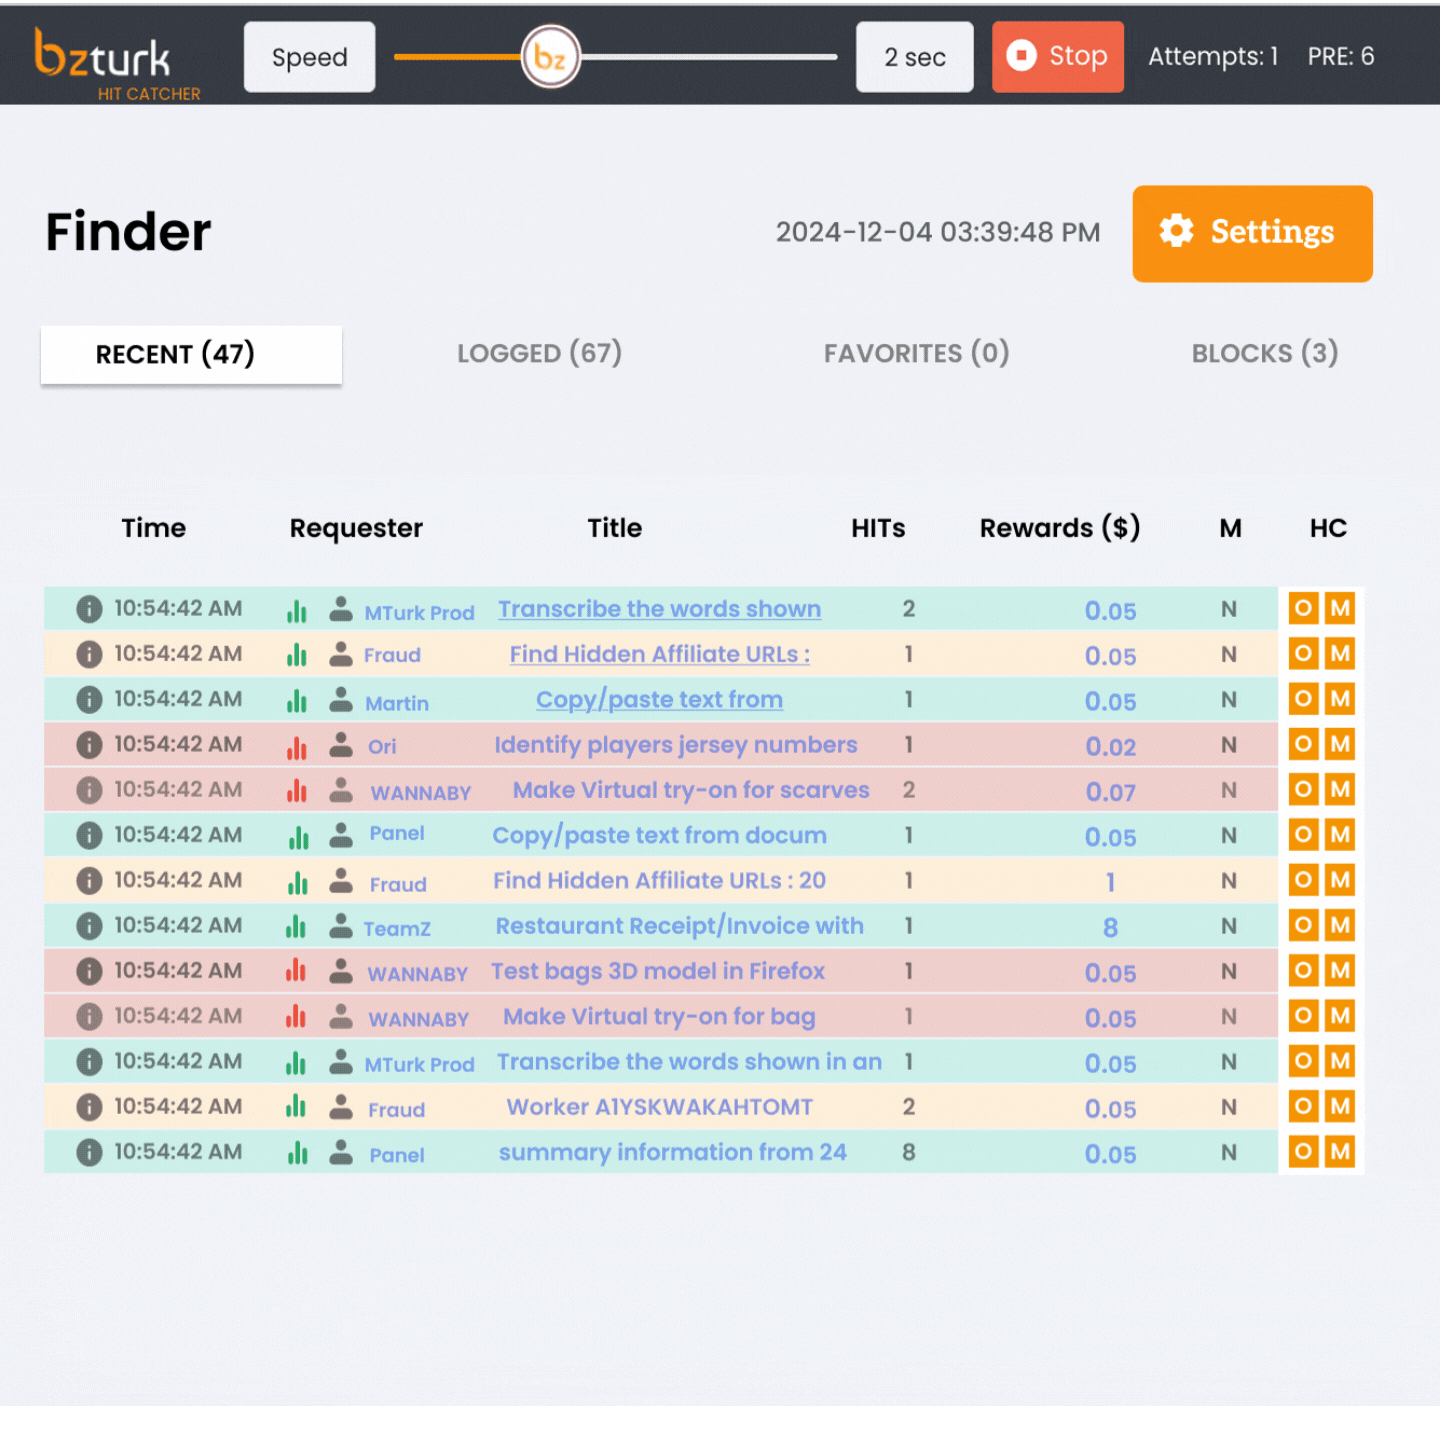 bzturk
HIT CATCHER
Speed
bz
2 sec
Stop
Attempts: 1
PRE: 6
Finder
2024-12-04 03:39:48 PM
Settings
RECENT (47)
LOGGED (67)
FAVORITES (0)
BLOCKS (3)
Time Requester Title HITs Rewards ($) M HC
10:54:42 AM MTurk Prod Transcribe the words shown 2 0.05 N O M
10:54:42 AM Fraud Find Hidden Affiliate URLs : 1 0.05 N O M
10:54:42 AM Martin Copy/paste text from 1 0.05 N O M
10:54:42 AM Ori Identify players jersey numbers 1 0.02 N O M
10:54:42 AM WANNABY Make Virtual try-on for scarves 2 0.07 N O M
10:54:42 AM Panel Copy/paste text from docum 1 0.05 N O M
10:54:42 AM Fraud Find Hidden Affiliate URLs : 20 1 1 N O M
10:54:42 AM TeamZ Restaurant Receipt/Invoice with 1 8 N O M
10:54:42 AM WANNABY Test bags 3D model in Firefox 1 0.05 N O M
10:54:42 AM WANNABY Make Virtual try-on for bag 1 0.05 N O M
10:54:42 AM MTurk Prod Transcribe the words shown in an 1 0.05 N O M
10:54:42 AM Fraud Worker A1YSKWAKAHTOMT 2 0.05 N O M
10:54:42 AM Panel summary information from 24 8 0.05 N O M